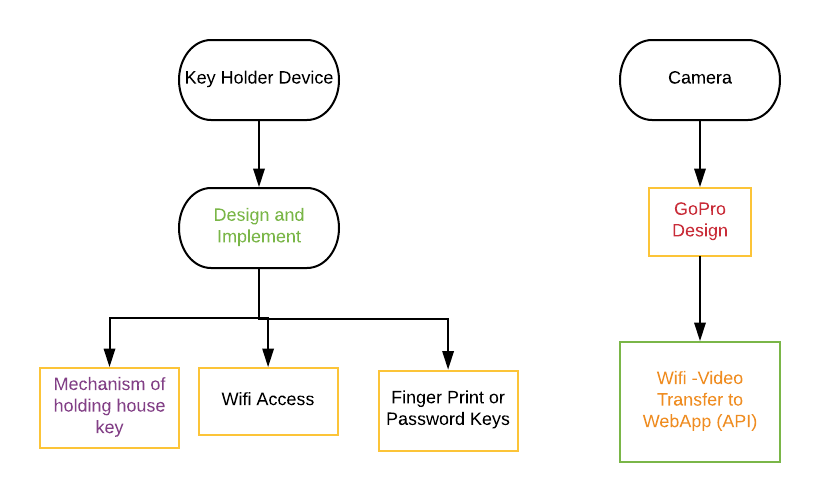 Key Holder Device
Camera
Design and
Implement
GoPro
Design
Mechanism of
holding house
key
Wifi Access
Finger Print or
Password Keys
Wifi -Video
Transfer to
WebApp (API)